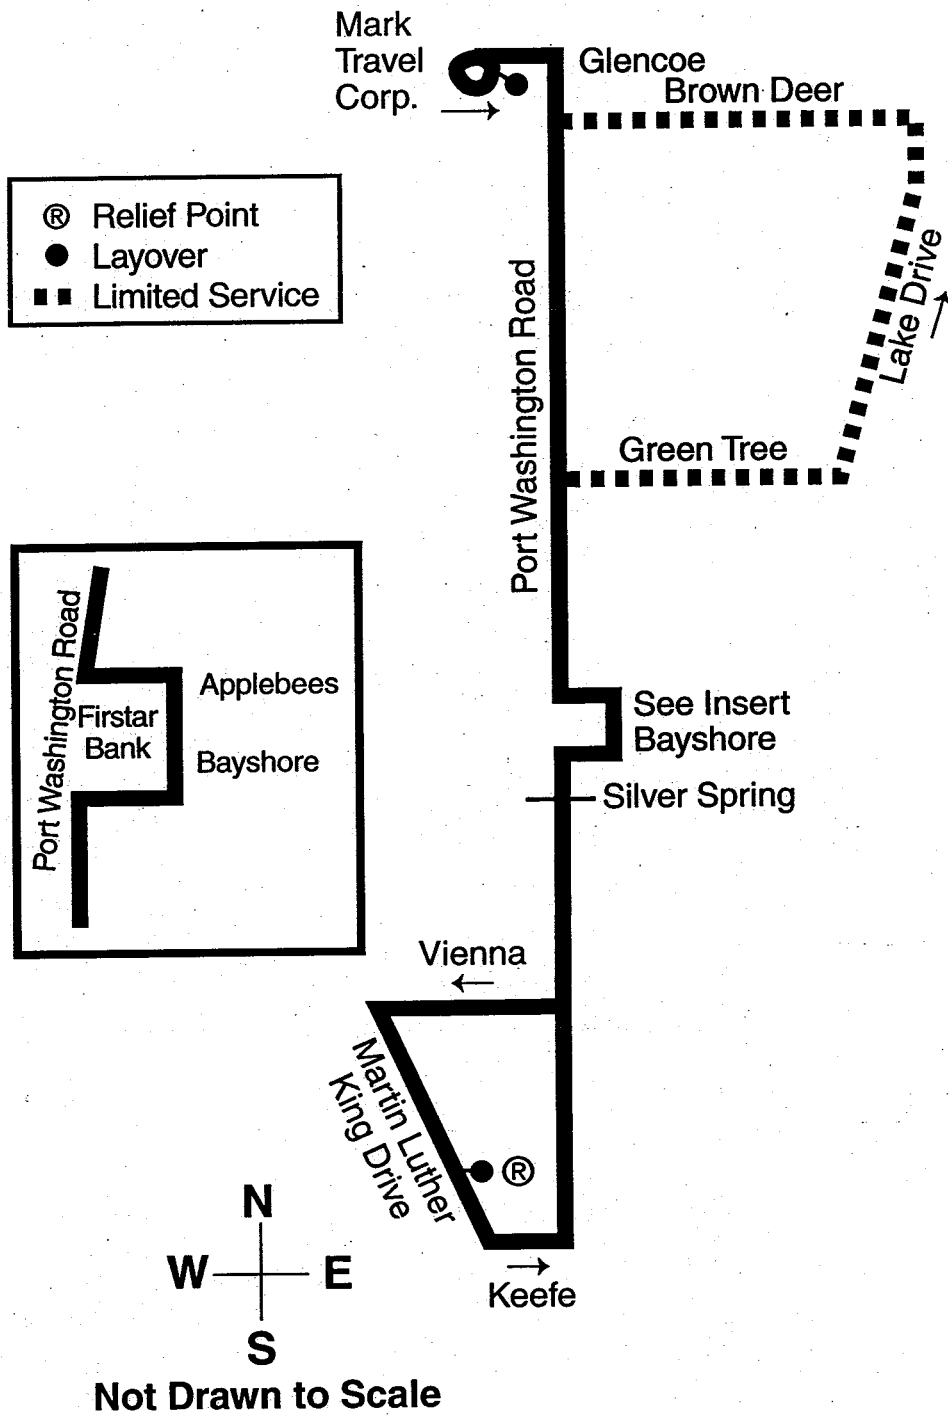 Mark
Travel
Corp.
Glencoe
Brown Deer
® Relief Point
Layover
Limited Service
Lake Drive
Port Washington Road
Green Tree
Port Washington Road
Applebees
Firstar
Bank
Bayshore
See Insert
Bayshore
Silver Spring
Vienna
Martin Luther
King Drive
®
Keefe
N
W E
S
Not Drawn to Scale